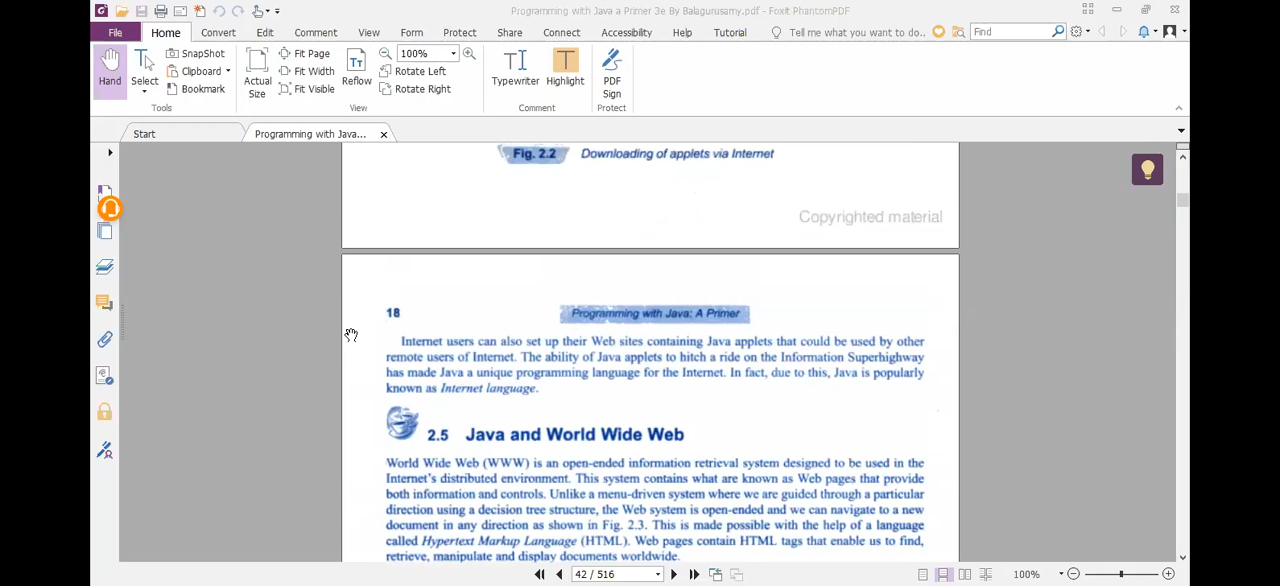 Programming with Java a Primer 3e By Balagurusamy.pdf - Foxit PhantomPDF
File Home Convert Edit Comment View Form Protect Share Connect Accessibility Help Tutorial Tell me what you want to do.. Find
Hand
Select
SnapShot
Clipboard
Bookmark
Tools
Actual Size
Fit Page
Fit Width
Fit Visible
Reflow
100%
Rotate Left
Rotate Right
View
Typewriter
Highlight
Comment
PDF Sign
Protect
Start
Programming with Java...
Fig. 2.2 Downloading of applets via Internet
Copyrighted material
18 Programming with Java: A Primer
Internet users can also set up their Web sites containing Java applets that could be used by other
remote users of Internet. The ability of Java applets to hitch a ride on the Information Superhighway
has made Java a unique programming language for the Internet. In fact, due to this, Java is popularly
known as Internet language.
2.5 Java and World Wide Web
World Wide Web (WWW) is an open-ended information retrieval system designed to be used in the
Internet's distributed environment. This system contains what are known as Web pages that provide
both information and controls. Unlike a menu-driven system where we are guided through a particular
direction using a decision tree structure, the Web system is open-ended and we can navigate to a new
document in any direction as shown in Fig. 2.3. This is made possible with the help of a language
called Hypertext Markup Language (HTML). Web pages contain HTML tags that enable us to find,
retrieve, manipulate and display documents worldwide.
42 / 516
100%